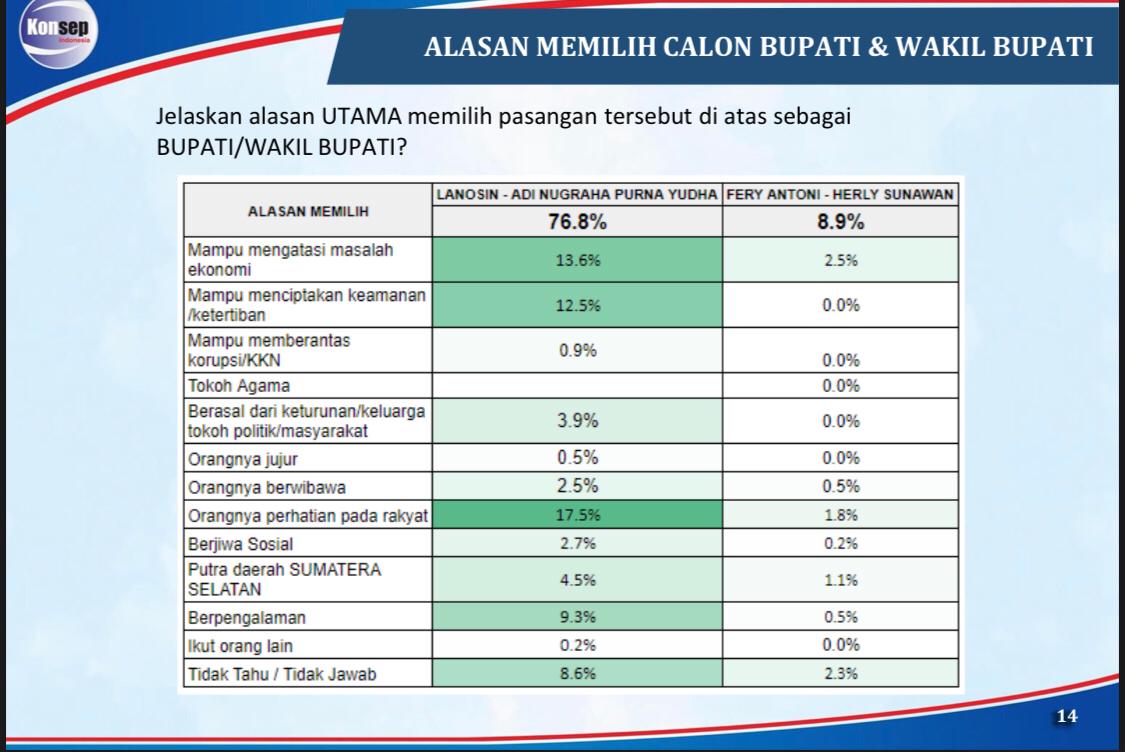 Konsep
Indonesia
ALASAN MEMILIH CALON BUPATI & WAKIL BUPATI
Jelaskan alasan UTAMA memilih pasangan tersebut di atas sebagai
BUPATI/WAKIL BUPATI?
ALASAN MEMILIH
LANOSIN - ADI NUGRAHA PURNA YUDHA FERY ANTONI - HERLY SUNAWAN
76.8% 8.9%
Mampu mengatasi masalah
ekonomi
13.6% 2.5%
Mampu menciptakan keamanan
/ketertiban
12.5% 0.0%
Mampu memberantas
korupsi/KKN
0.9% 0.0%
Tokoh Agama 0.0%
Berasal dari keturunan/keluarga
tokoh politik/masyarakat
3.9% 0.0%
Orangnya jujur 0.5% 0.0%
Orangnya berwibawa 2.5% 0.5%
Orangnya perhatian pada rakyat 17.5% 1.8%
Berjiwa Sosial 2.7% 0.2%
Putra daerah SUMATERA
SELATAN
4.5% 1.1%
Berpengalaman 9.3% 0.5%
Ikut orang lain 0.2% 0.0%
Tidak Tahu / Tidak Jawab 8.6% 2.3%
14